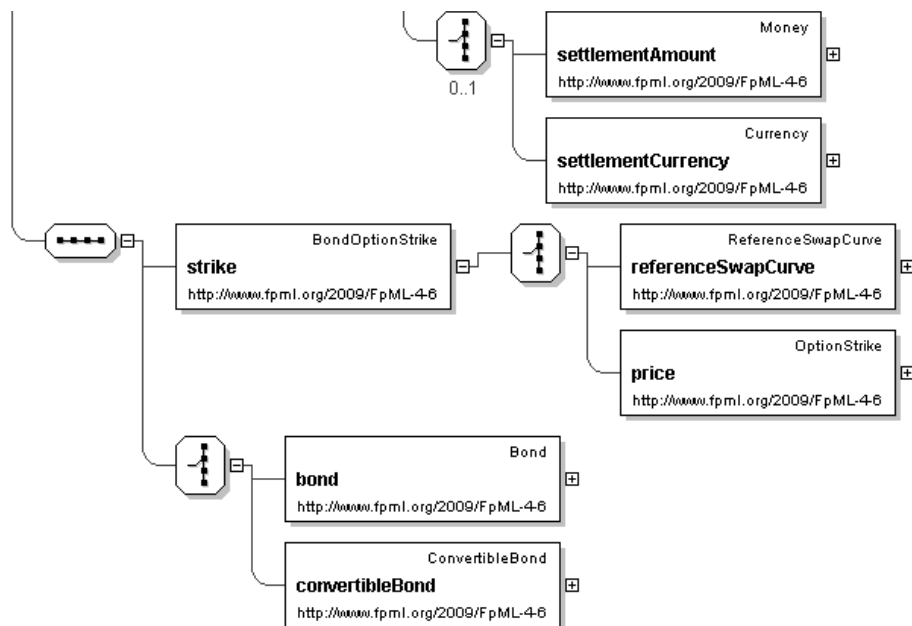 Money
settlementAmount
http://www.fpml.org/2009/FpML-4-6
0..1
Currency
settlementCurrency
http://www.fpml.org/2009/FpML-4-6
BondOptionStrike
strike
http://www.fpml.org/2009/FpML-4-6
ReferenceSwapCurve
referenceSwapCurve
http://www.fpml.org/2009/FpML-4-6
OptionStrike
price
http://www.fpml.org/2009/FpML-4-6
Bond
bond
http://www.fpml.org/2009/FpML-4-6
ConvertibleBond
convertibleBond
http://www.fpml.org/2009/FpML-4-6